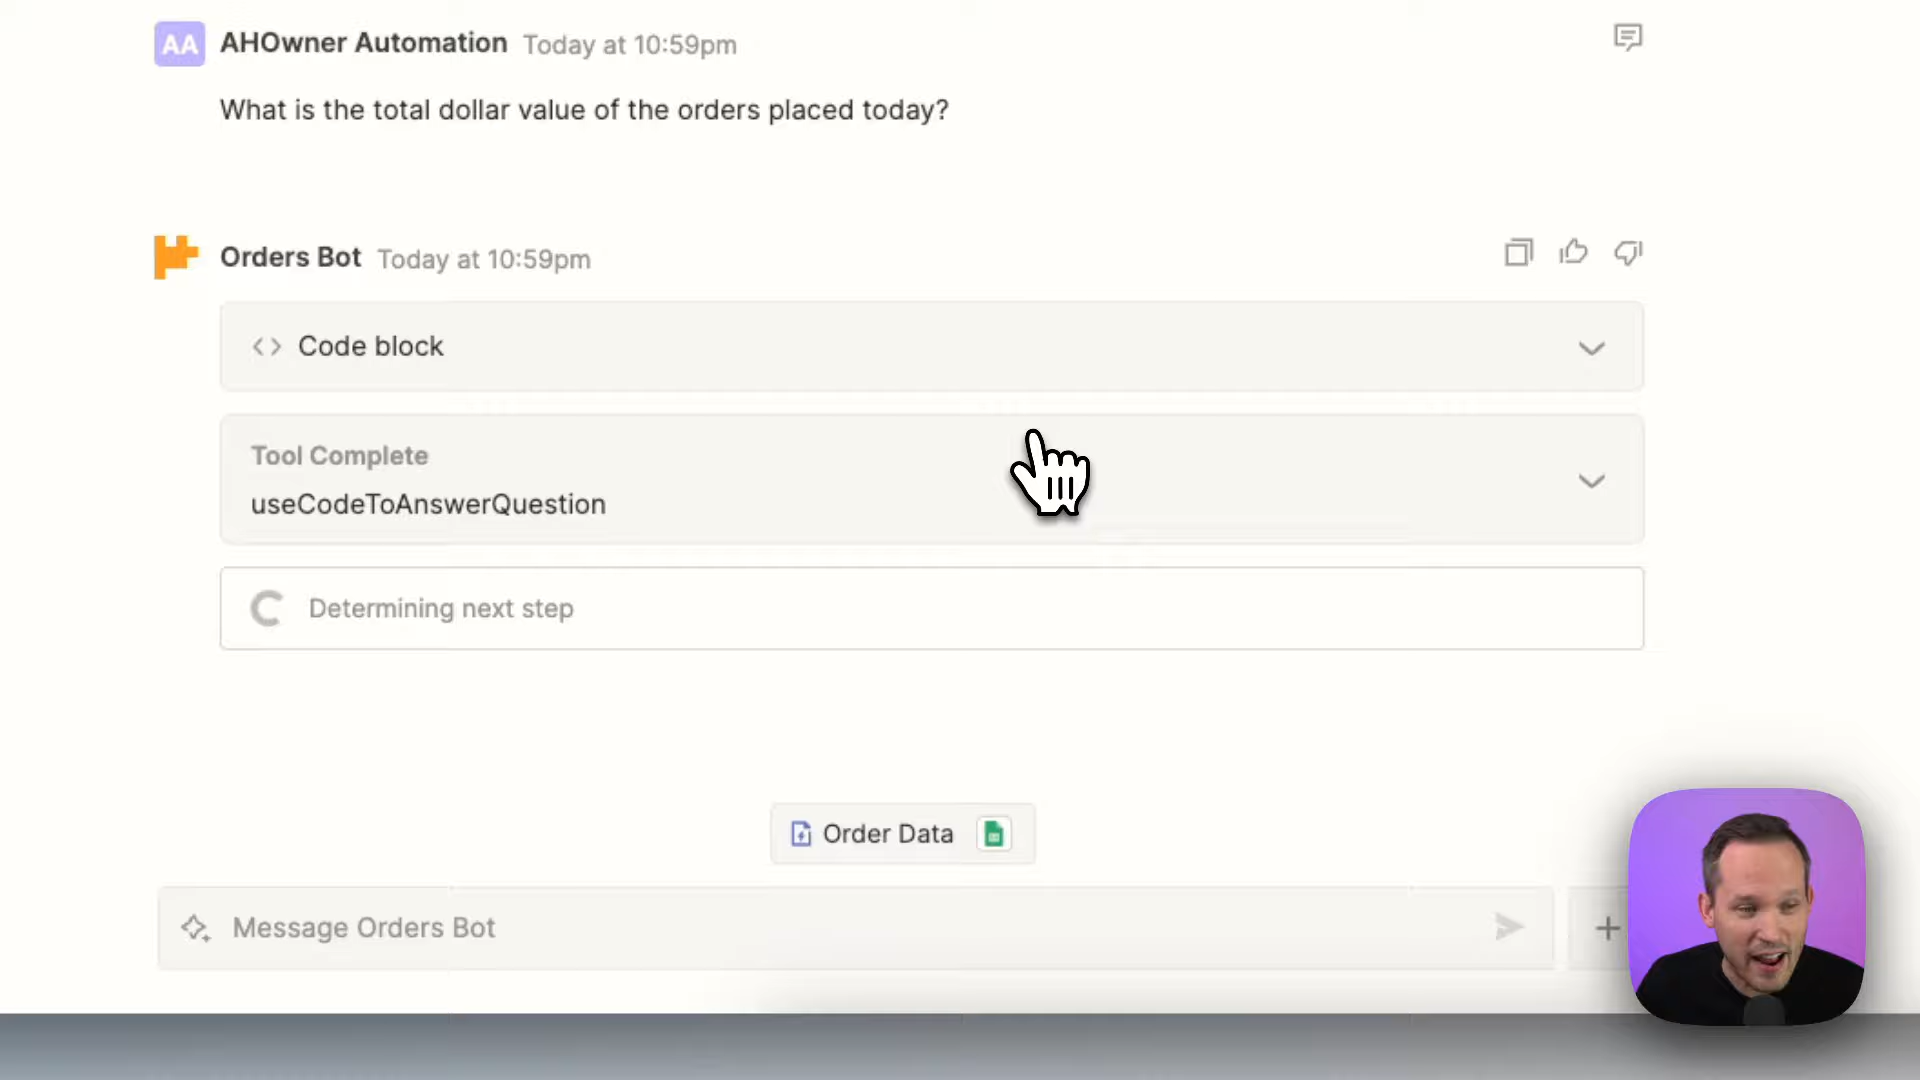 AA AHOwner Automation Today at 10:59pm
What is the total dollar value of the orders placed today?
Orders Bot Today at 10:59pm
Code block
Tool Complete
useCodeToAnswerQuestion
Determining next step
Order Data
Message Orders Bot